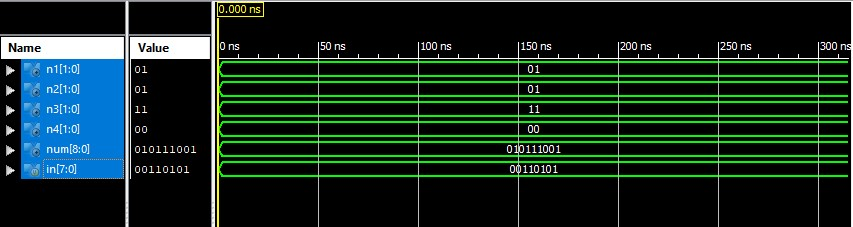 0.000 ns
Name Value 0 ns 50 ns 100 ns 150 ns 200 ns 250 ns 300 ns
n1[1:0] 01 01
n2[1:0] 01 01
n3[1:0] 11 11
n4[1:0] 00 00
num[8:0] 010111001 010111001
in[7:0] 00110101 00110101